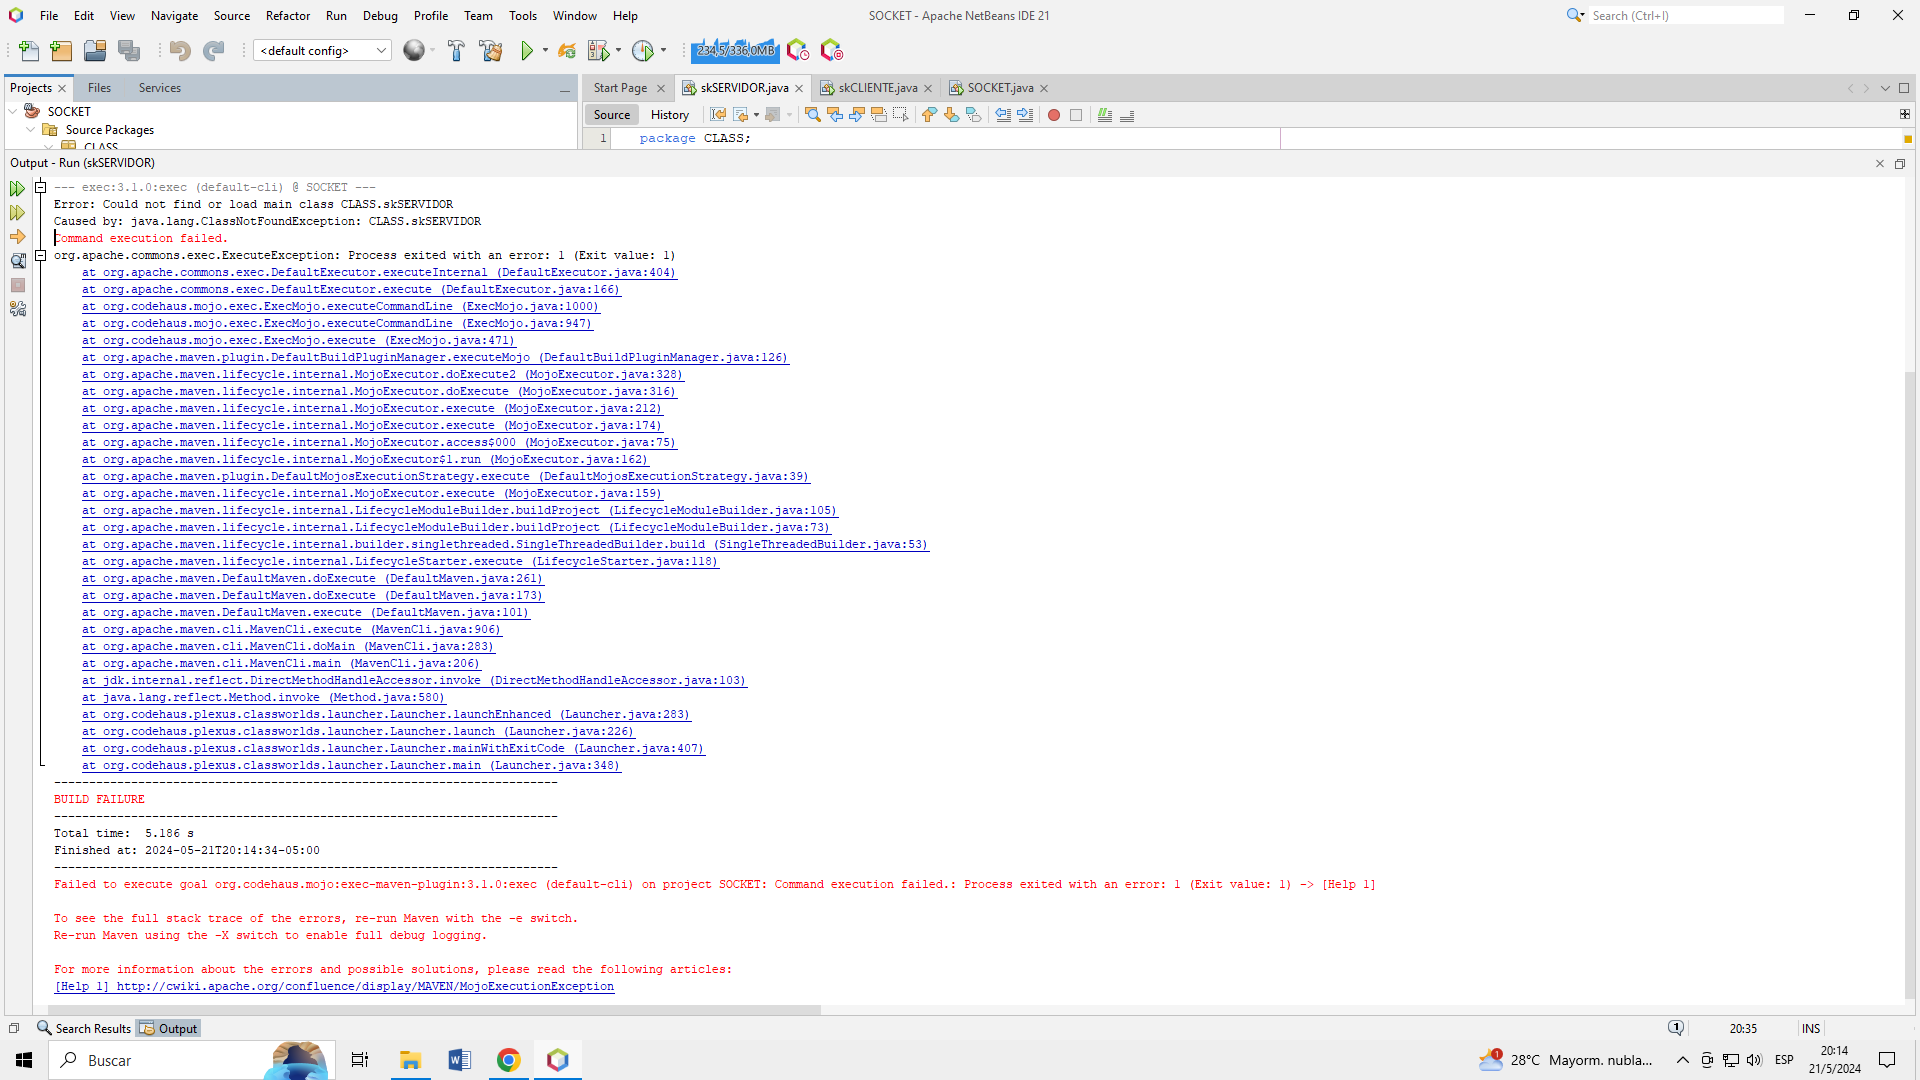 File Edit View Navigate Source Refactor Run Debug Profile Team Tools Window Help
SOCKET - Apache NetBeans IDE 21
Search (Ctrl+I)
<default config>
234,5/336,0MB
Projects Files Services
Start Page skSERVIDOR.java skCLIENTE.java SOCKET.java
SOCKET
Source Packages
CLASS
Source History
1 package CLASS;
Output - Run (skSERVIDOR)
--- exec:3.1.0:exec (default-cli) @ SOCKET ---
Error: Could not find or load main class CLASS.skSERVIDOR
Caused by: java.lang.ClassNotFoundException: CLASS.skSERVIDOR
Command execution failed.
org.apache.commons.exec.ExecuteException: Process exited with an error: 1 (Exit value: 1)
at org.apache.commons.exec.DefaultExecutor.executeInternal (DefaultExecutor.java:404)
at org.apache.commons.exec.DefaultExecutor.execute (DefaultExecutor.java:166)
at org.codehaus.mojo.exec.ExecMojo.executeCommandLine (ExecMojo.java:1000)
at org.codehaus.mojo.exec.ExecMojo.executeCommandLine (ExecMojo.java:947)
at org.codehaus.mojo.exec.ExecMojo.execute (ExecMojo.java:471)
at org.apache.maven.plugin.DefaultBuildPluginManager.executeMojo (DefaultBuildPluginManager.java:126)
at org.apache.maven.lifecycle.internal.MojoExecutor.doExecute2 (MojoExecutor.java:328)
at org.apache.maven.lifecycle.internal.MojoExecutor.doExecute (MojoExecutor.java:316)
at org.apache.maven.lifecycle.internal.MojoExecutor.execute (MojoExecutor.java:212)
at org.apache.maven.lifecycle.internal.MojoExecutor.execute (MojoExecutor.java:174)
at org.apache.maven.lifecycle.internal.MojoExecutor.access$000 (MojoExecutor.java:75)
at org.apache.maven.lifecycle.internal.MojoExecutor$1.run (MojoExecutor.java:162)
at org.apache.maven.plugin.DefaultMojosExecutionStrategy.execute (DefaultMojosExecutionStrategy.java:39)
at org.apache.maven.lifecycle.internal.MojoExecutor.execute (MojoExecutor.java:159)
at org.apache.maven.lifecycle.internal.LifecycleModuleBuilder.buildProject (LifecycleModuleBuilder.java:105)
at org.apache.maven.lifecycle.internal.LifecycleModuleBuilder.buildProject (LifecycleModuleBuilder.java:73)
at org.apache.maven.lifecycle.internal.builder.singlethreaded.SingleThreadedBuilder.build (SingleThreadedBuilder.java:53)
at org.apache.maven.lifecycle.internal.LifecycleStarter.execute (LifecycleStarter.java:118)
at org.apache.maven.DefaultMaven.doExecute (DefaultMaven.java:261)
at org.apache.maven.DefaultMaven.doExecute (DefaultMaven.java:173)
at org.apache.maven.DefaultMaven.execute (DefaultMaven.java:101)
at org.apache.maven.cli.MavenCli.execute (MavenCli.java:906)
at org.apache.maven.cli.MavenCli.doMain (MavenCli.java:283)
at org.apache.maven.cli.MavenCli.main (MavenCli.java:206)
at jdk.internal.reflect.DirectMethodHandleAccessor.invoke (DirectMethodHandleAccessor.java:103)
at java.lang.reflect.Method.invoke (Method.java:580)
at org.codehaus.plexus.classworlds.launcher.Launcher.launchEnhanced (Launcher.java:283)
at org.codehaus.plexus.classworlds.launcher.Launcher.launch (Launcher.java:226)
at org.codehaus.plexus.classworlds.launcher.Launcher.mainWithExitCode (Launcher.java:407)
at org.codehaus.plexus.classworlds.launcher.Launcher.main (Launcher.java:348)
------------------------------------------------------------------------
BUILD FAILURE
------------------------------------------------------------------------
Total time:  5.186 s
Finished at: 2024-05-21T20:14:34-05:00
------------------------------------------------------------------------
Failed to execute goal org.codehaus.mojo:exec-maven-plugin:3.1.0:exec (default-cli) on project SOCKET: Command execution failed.: Process exited with an error: 1 (Exit value: 1) -> [Help 1]
To see the full stack trace of the errors, re-run Maven with the -e switch.
Re-run Maven using the -X switch to enable full debug logging.
For more information about the errors and possible solutions, please read the following articles:
[Help 1] http://cwiki.apache.org/confluence/display/MAVEN/MojoExecutionException
Search Results Output
1 20:35 INS
Buscar
1 28°C Mayorm. nubla... ESP 20:14
21/5/2024